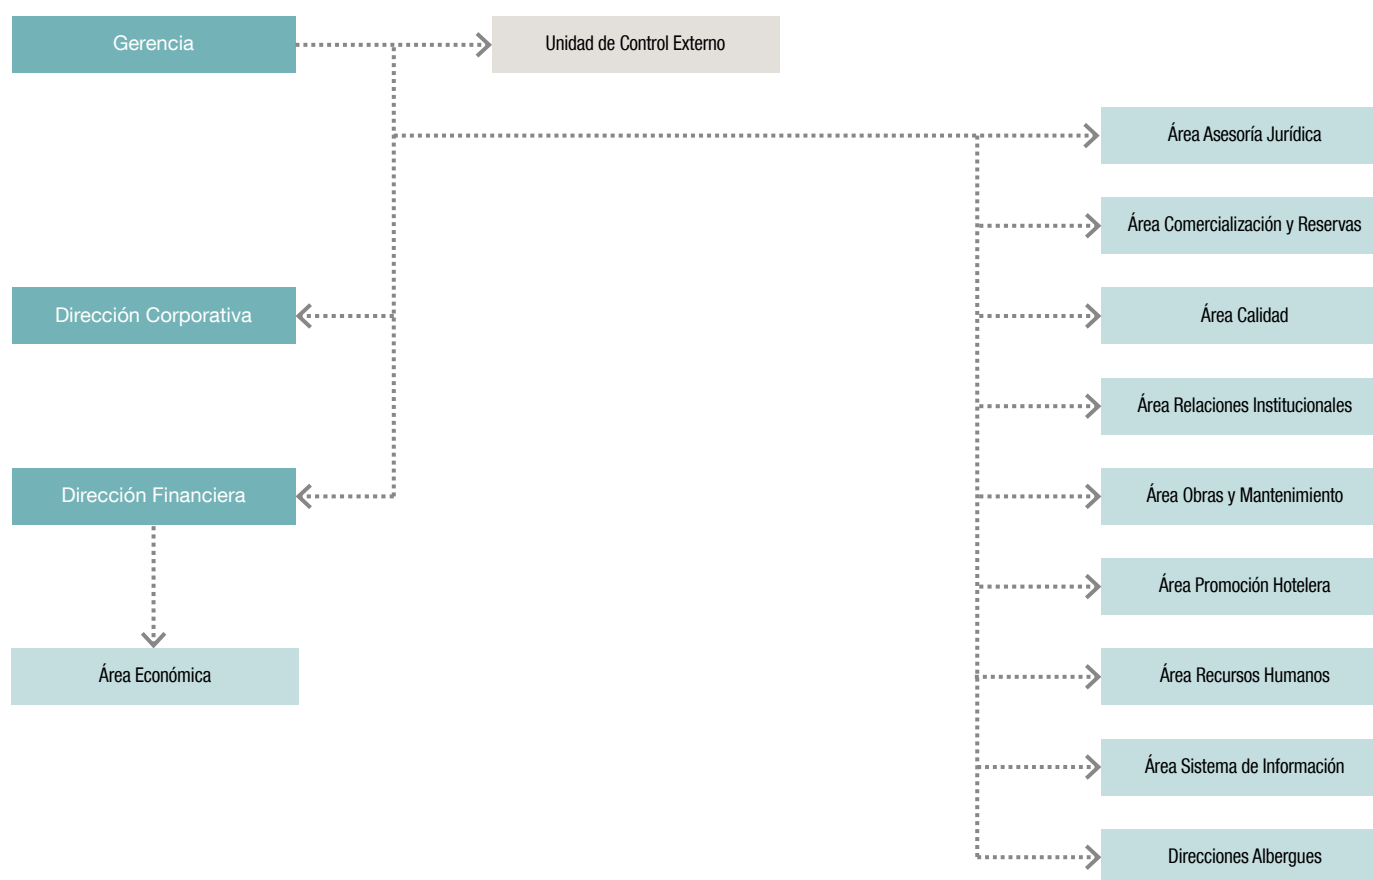 Gerencia
Unidad de Control Externo
Área Asesoría Jurídica
Área Comercialización y Reservas
Dirección Corporativa
Área Calidad
Área Relaciones Institucionales
Dirección Financiera
Área Obras y Mantenimiento
Área Promoción Hotelera
Área Económica
Área Recursos Humanos
Área Sistema de Información
Direcciones Albergues